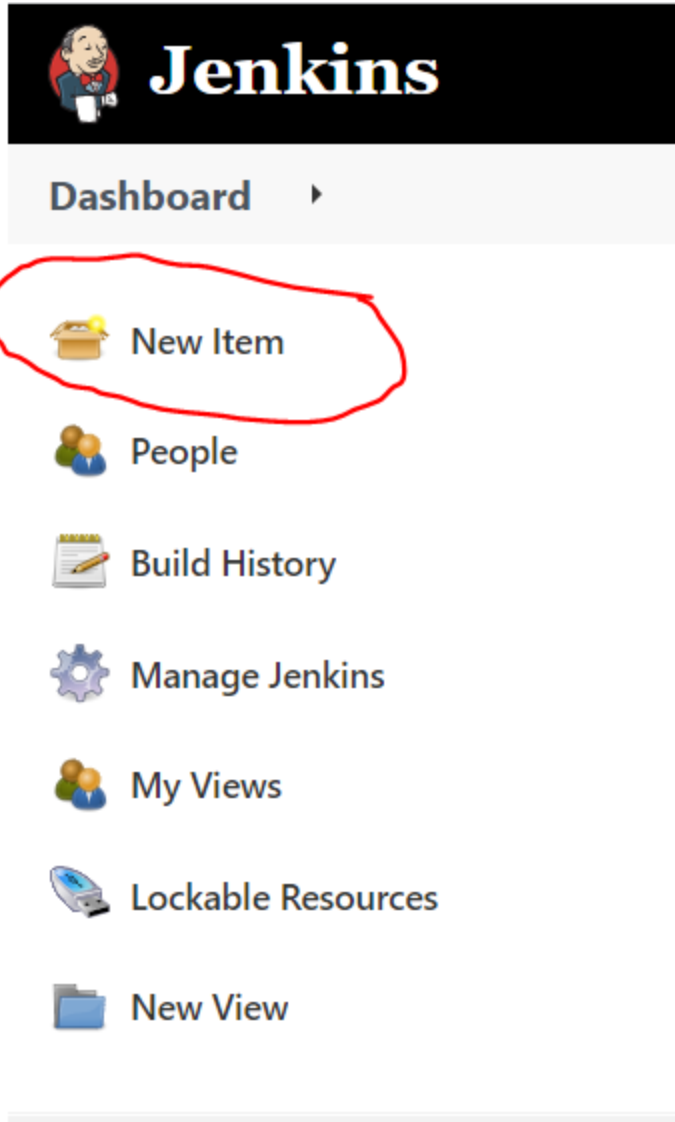 Jenkins
Dashboard
New Item
People
Build History
Manage Jenkins
My Views
Lockable Resources
New View